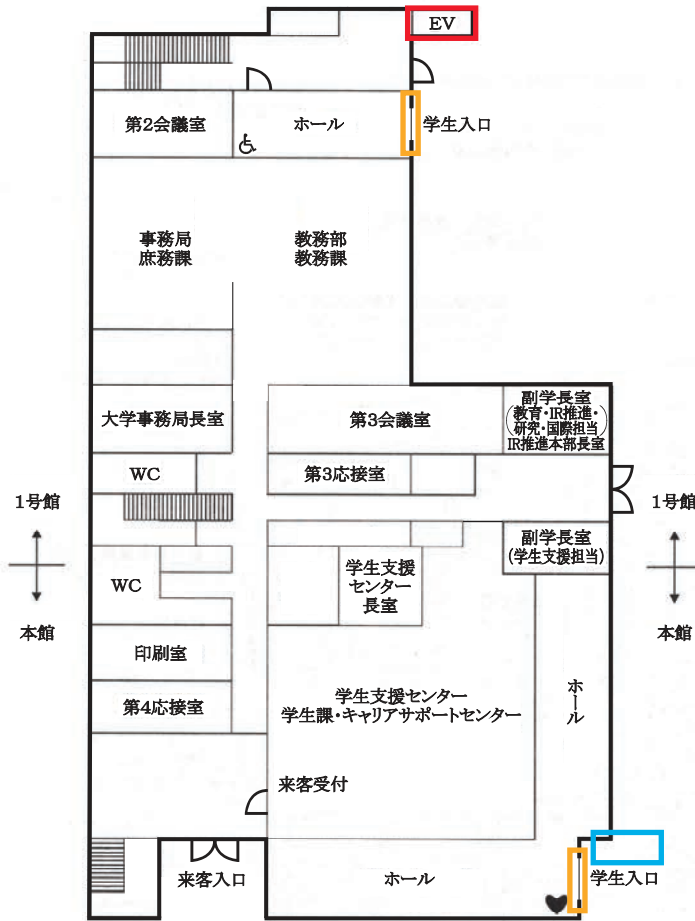 EV
第2会議室
ホール
学生入口
事務局
庶務課
教務部
教務課
大学事務局長室
第3会議室
副学長室
(教育・IR推進・
研究・国際担当)
IR推進本部長室
WC
第3応接室
1号館
本館
1号館
本館
副学長室
(学生支援担当)
学生支援
センター
長室
WC
印刷室
第4応接室
学生支援センター
学生課・キャリアサポートセンター
ホール
来客受付
来客入口
ホール
学生入口